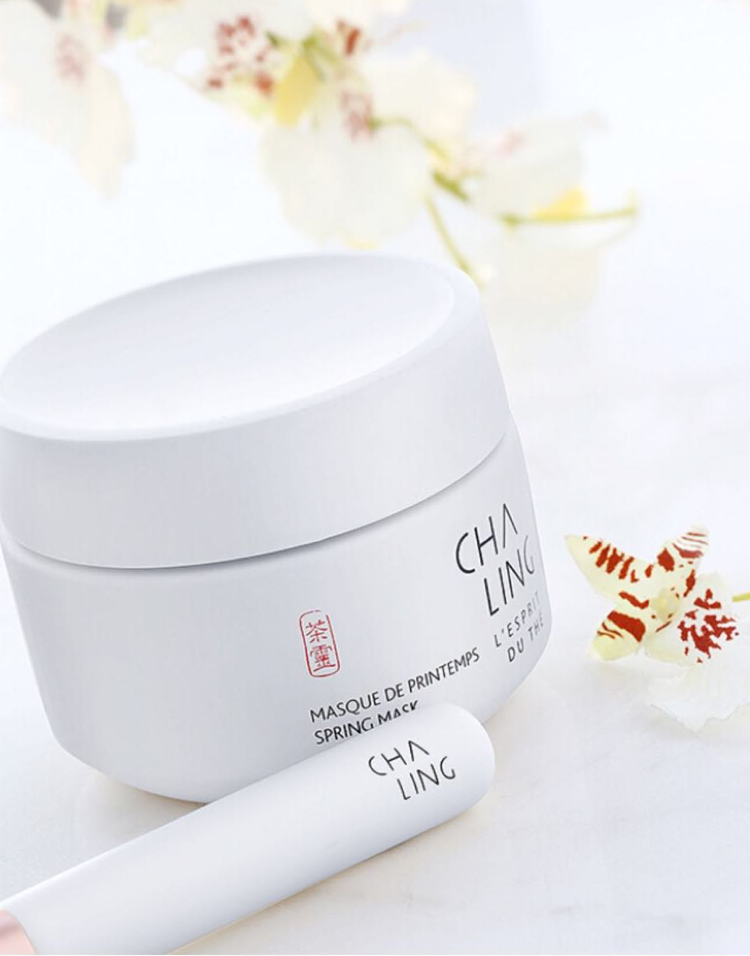 CHA
LING
L'ESPRIT
DU THÉ
茶
靈
MASQUE DE PRINTEMPS
SPRING MASK
CHA
LING